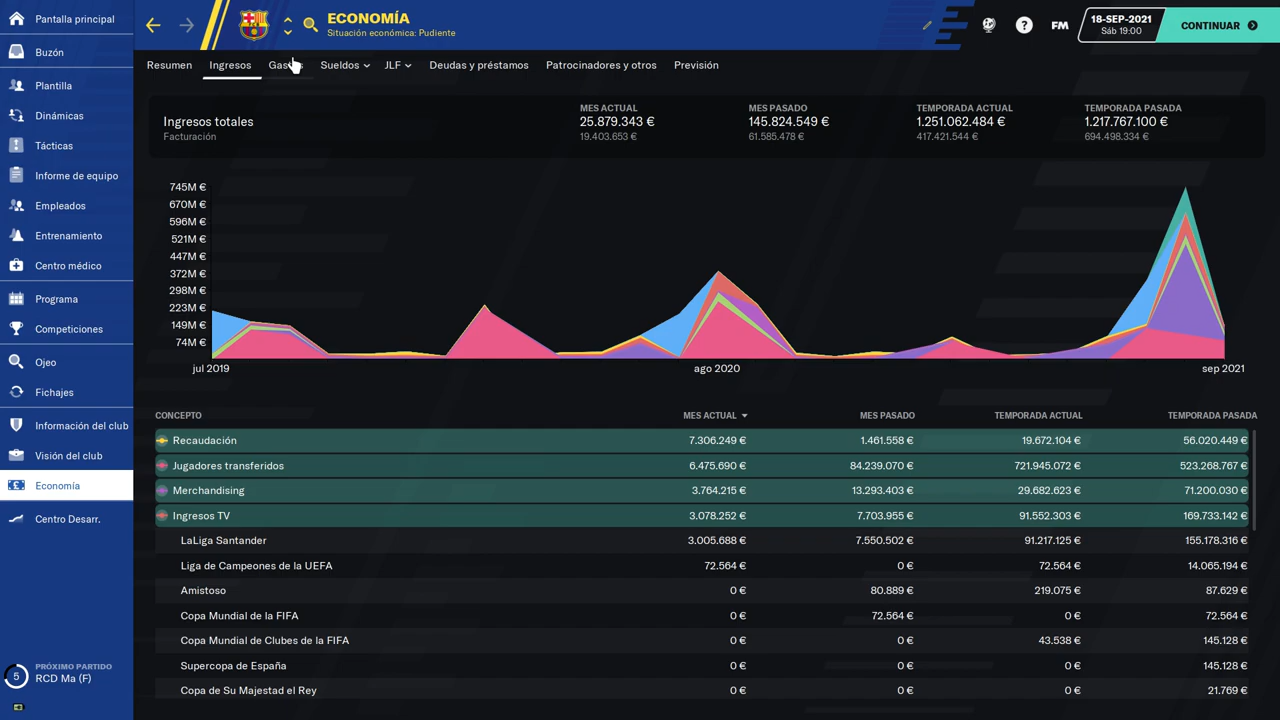 Pantalla principal
Buzón
Plantilla
Dinámicas
Tácticas
Informe de equipo
Empleados
Entrenamiento
Centro médico
Programa
Competiciones
Ojeo
Fichajes
Información del club
Visión del club
Economía
Centro Desarr.
PRÓXIMO PARTIDO
5 RCD Ma (F)
ECONOMÍA
Situación económica: Pudiente
? FM 18-SEP-2021 CONTINUAR
Sáb 19:00
Resumen Ingresos Sueldos JLF Deudas y préstamos Patrocinadores y otros Previsión
MES ACTUAL MES PASADO TEMPORADA ACTUAL TEMPORADA PASADA
Ingresos totales 25.879.343 € 145.824.549 € 1.251.062.484 € 1.217.767.100 €
Facturación 19.403.653 € 61.585.478 € 417.421.544 € 694.498.334 €
745M €
670M €
596M €
521M €
447M €
372M €
298M €
223M €
149M €
74M €
jul 2019 ago 2020 sep 2021
CONCEPTO MES ACTUAL MES PASADO TEMPORADA ACTUAL TEMPORADA PASADA
Recaudación 7.306.249 € 1.461.558 € 19.672.104 € 56.020.449 €
Jugadores transferidos 6.475.690 € 84.239.070 € 721.945.072 € 523.268.767 €
Merchandising 3.764.215 € 13.293.403 € 29.682.623 € 71.200.030 €
Ingresos TV 3.078.252 € 7.703.955 € 91.552.303 € 169.733.142 €
LaLiga Santander 3.005.688 € 7.550.502 € 91.217.125 € 155.178.316 €
Liga de Campeones de la UEFA 72.564 € 0 € 72.564 € 14.065.194 €
Amistoso 0 € 80.889 € 219.075 € 87.629 €
Copa Mundial de la FIFA 0 € 72.564 € 0 € 72.564 €
Copa Mundial de Clubes de la FIFA 0 € 0 € 43.538 € 145.128 €
Supercopa de España 0 € 0 € 0 € 145.128 €
Copa de Su Majestad el Rey 0 € 0 € 0 € 21.769 €